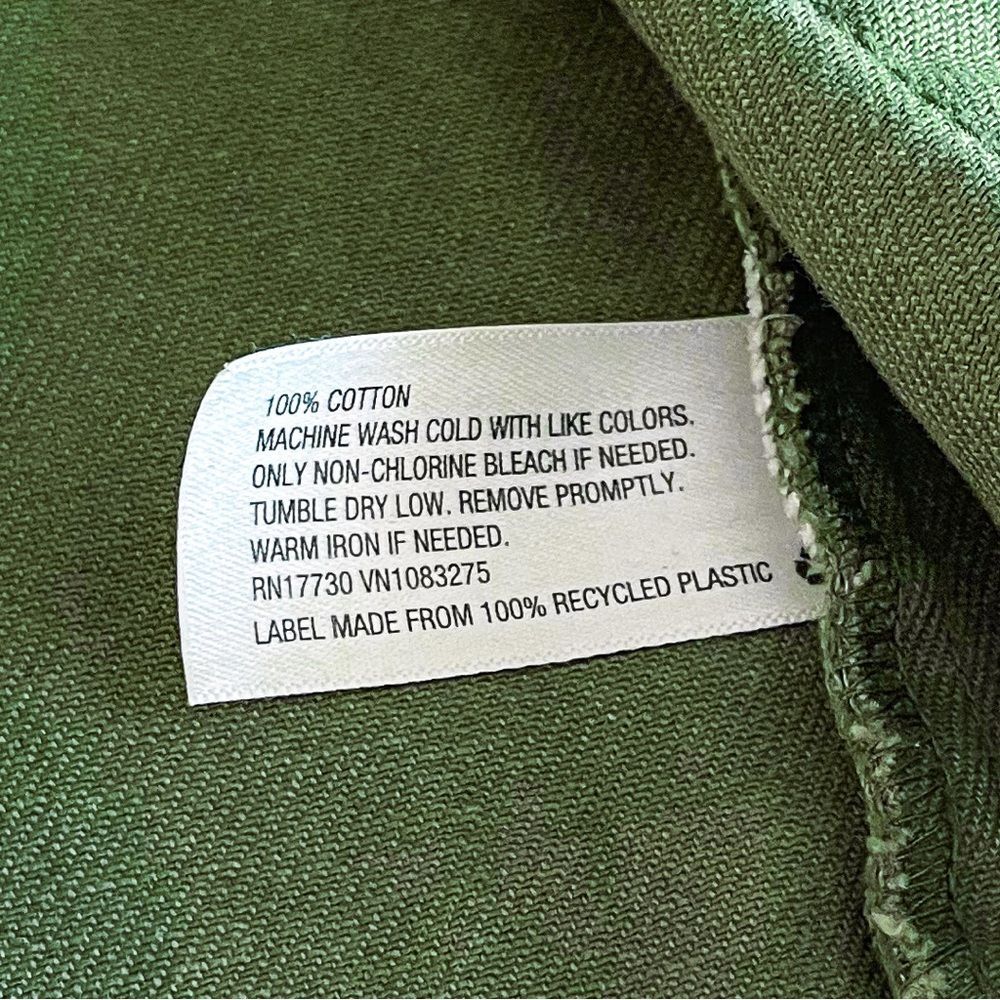 100% COTTON
MACHINE WASH COLD WITH LIKE COLORS.
ONLY NON-CHLORINE BLEACH IF NEEDED.
TUMBLE DRY LOW. REMOVE PROMPTLY.
WARM IRON IF NEEDED.
RN17730 VN1083275
LABEL MADE FROM 100% RECYCLED PLASTIC